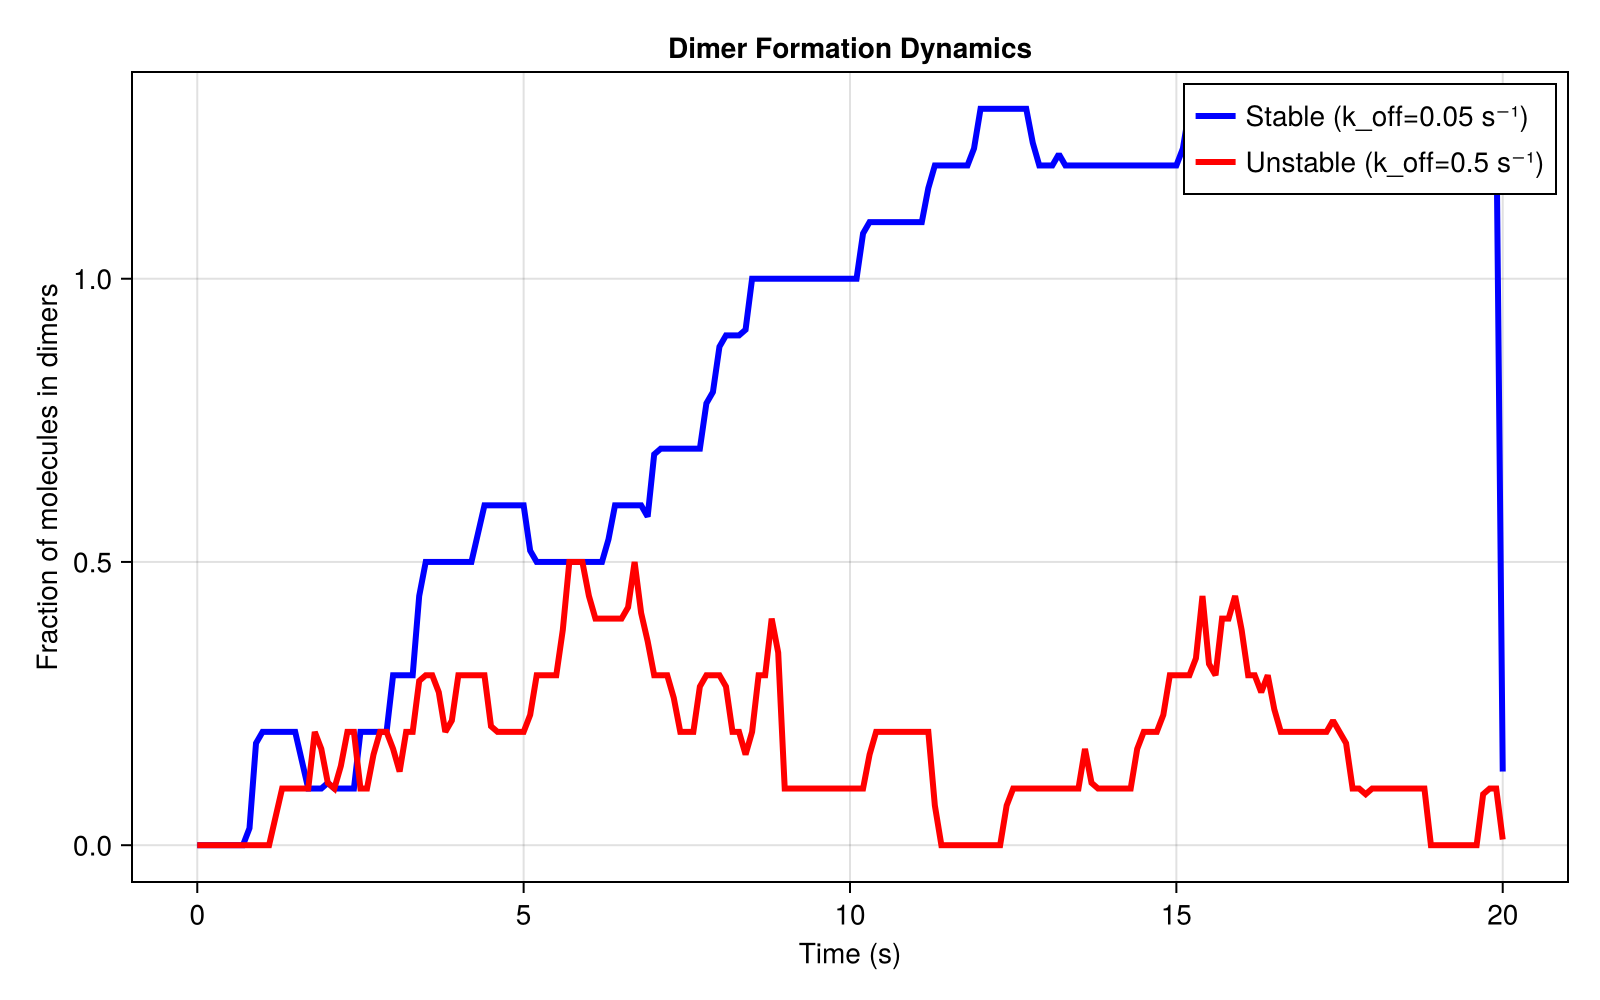 Dimer Formation Dynamics
Stable (k_off=0.05 s⁻¹)
Unstable (k_off=0.5 s⁻¹)
Fraction of molecules in dimers
1.0
0.5
0.0
0 5 10 15 20
Time (s)